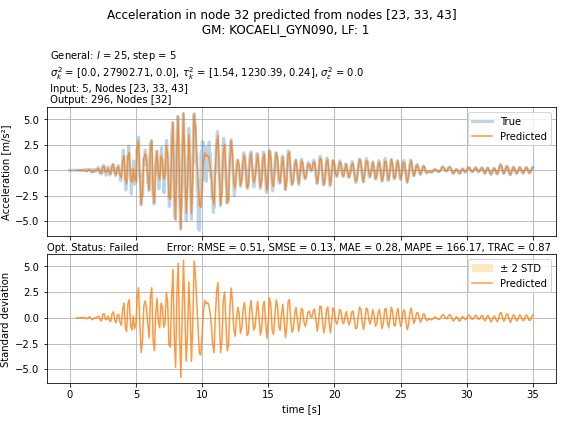 Acceleration in node 32 predicted from nodes [23, 33, 43]
GM: KOCAELI_GYN090, LF: 1
General: l = 25, step = 5
σ²ₖ = [0.0, 27902.71, 0.0], τ²ₖ = [1.54, 1230.39, 0.24], σ²ε = 0.0
Input: 5, Nodes [23, 33, 43]
Output: 296, Nodes [32]
Acceleration [m/s²]
5.0
2.5
0.0
−2.5
−5.0
True
Predicted
Opt. Status: Failed Error: RMSE = 0.51, SMSE = 0.13, MAE = 0.28, MAPE = 166.17, TRAC = 0.87
Standard deviation
5.0
2.5
0.0
−2.5
−5.0
± 2 STD
Predicted
0 5 10 15 20 25 30 35
time [s]